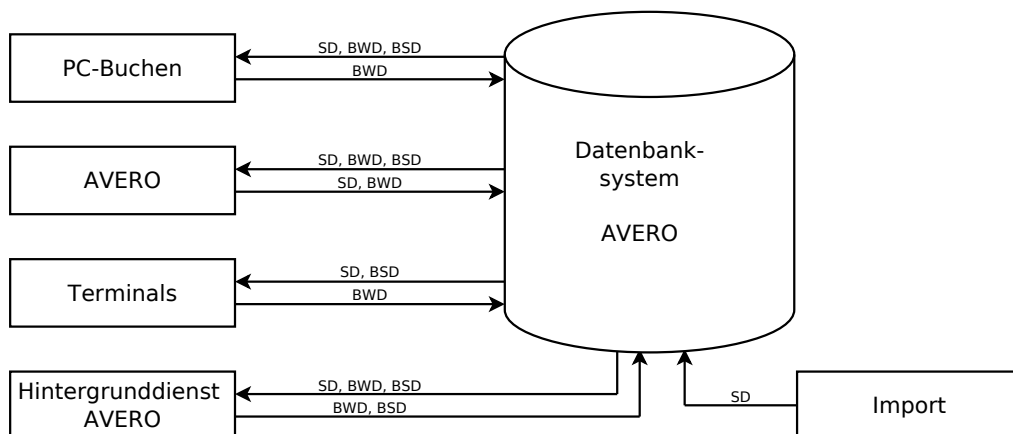 PC-Buchen
SD, BWD, BSD
BWD
AVERO
SD, BWD, BSD
SD, BWD
Terminals
SD, BSD
BWD
Hintergrunddienst
AVERO
SD, BWD, BSD
BWD, BSD
Datenbank-
system
AVERO
SD
Import